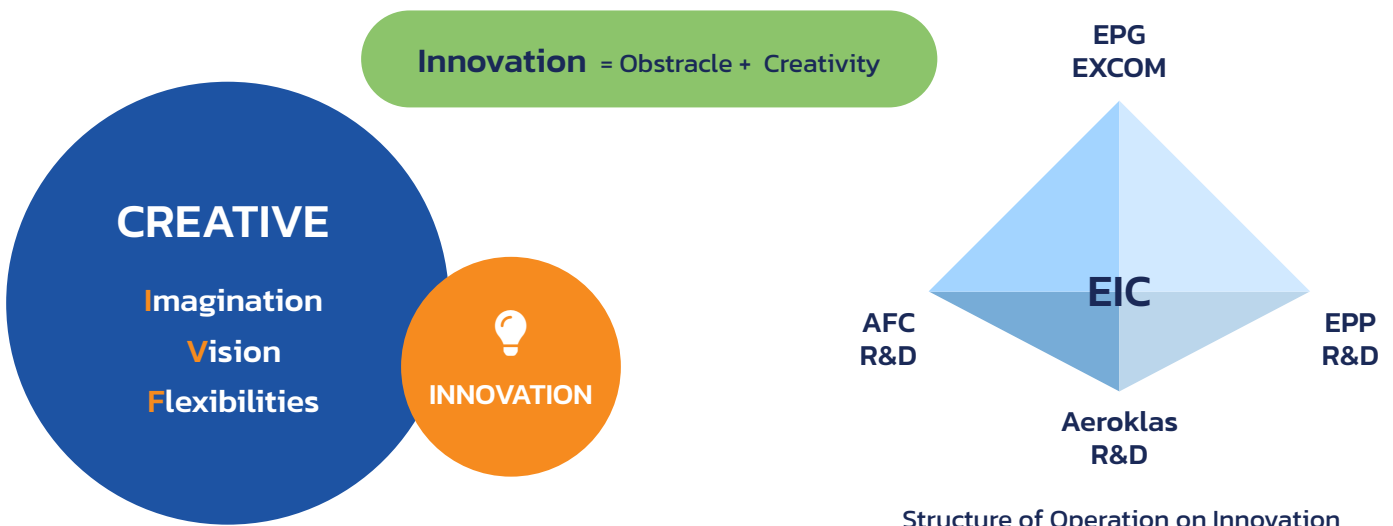 Innovation = Obstracle + Creativity
CREATIVE
Imagination
Vision
Flexibilities
INNOVATION
EPG
EXCOM
EIC
AFC
R&D
EPP
R&D
Aeroklas
R&D
Structure of Operation on Innovation